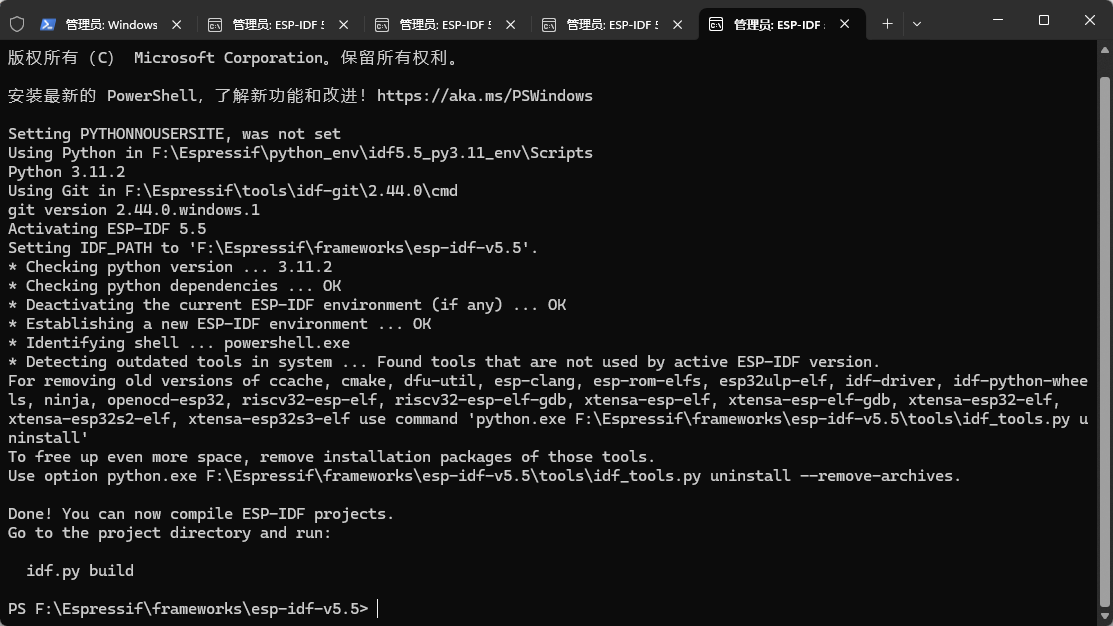 管理员: Windows
管理员: ESP-IDF 5
管理员: ESP-IDF 5
管理员: ESP-IDF 5
管理员: ESP-IDF
版权所有 (C)  Microsoft Corporation。保留所有权利。
安装最新的 PowerShell，了解新功能和改进！https://aka.ms/PSWindows
Setting PYTHONNOUSERSITE, was not set
Using Python in F:\Espressif\python_env\idf5.5_py3.11_env\Scripts
Python 3.11.2
Using Git in F:\Espressif\tools\idf-git\2.44.0\cmd
git version 2.44.0.windows.1
Activating ESP-IDF 5.5
Setting IDF_PATH to 'F:\Espressif\frameworks\esp-idf-v5.5'.
* Checking python version ... 3.11.2
* Checking python dependencies ... OK
* Deactivating the current ESP-IDF environment (if any) ... OK
* Establishing a new ESP-IDF environment ... OK
* Identifying shell ... powershell.exe
* Detecting outdated tools in system ... Found tools that are not used by active ESP-IDF version.
For removing old versions of ccache, cmake, dfu-util, esp-clang, esp-rom-elfs, esp32ulp-elf, idf-driver, idf-python-whee
ls, ninja, openocd-esp32, riscv32-esp-elf, riscv32-esp-elf-gdb, xtensa-esp-elf, xtensa-esp-elf-gdb, xtensa-esp32-elf,
xtensa-esp32s2-elf, xtensa-esp32s3-elf use command 'python.exe F:\Espressif\frameworks\esp-idf-v5.5\tools\idf_tools.py u
ninstall'
To free up even more space, remove installation packages of those tools.
Use option python.exe F:\Espressif\frameworks\esp-idf-v5.5\tools\idf_tools.py uninstall --remove-archives.
Done! You can now compile ESP-IDF projects.
Go to the project directory and run:
idf.py build
PS F:\Espressif\frameworks\esp-idf-v5.5>